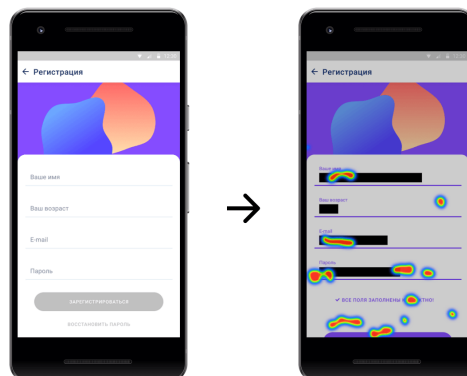 ← Регистрация
Ваше имя
Ваш возраст
E-mail
Пароль
ЗАРЕГИСТРИРОВАТЬСЯ
ВОССТАНОВИТЬ ПАРОЛЬ
← Регистрация
Ваше имя
Ваш возраст
E-mail
Пароль
✔ ВСЕ ПОЛЯ ЗАПОЛНЕНЫ